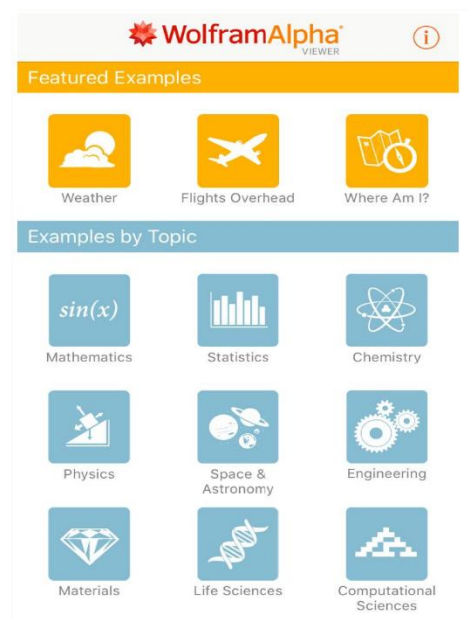 WolframAlpha
VIEWER
i
Featured Examples
Weather
Flights Overhead
Where Am I?
Examples by Topic
sin(x)
Mathematics
Statistics
Chemistry
Physics
Space &
Astronomy
Engineering
Materials
Life Sciences
Computational
Sciences